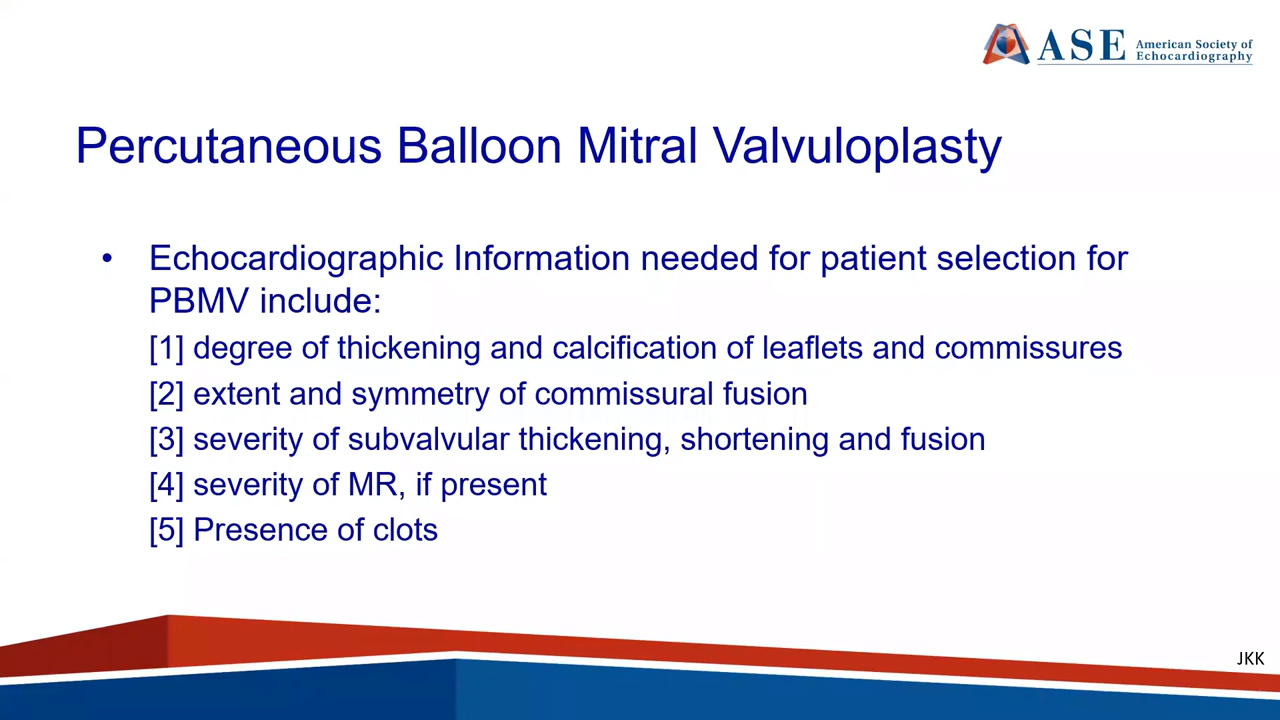 ASE American Society of
Echocardiography
Percutaneous Balloon Mitral Valvuloplasty
• Echocardiographic Information needed for patient selection for
PBMV include:
[1] degree of thickening and calcification of leaflets and commissures
[2] extent and symmetry of commissural fusion
[3] severity of subvalvular thickening, shortening and fusion
[4] severity of MR, if present
[5] Presence of clots
JKK